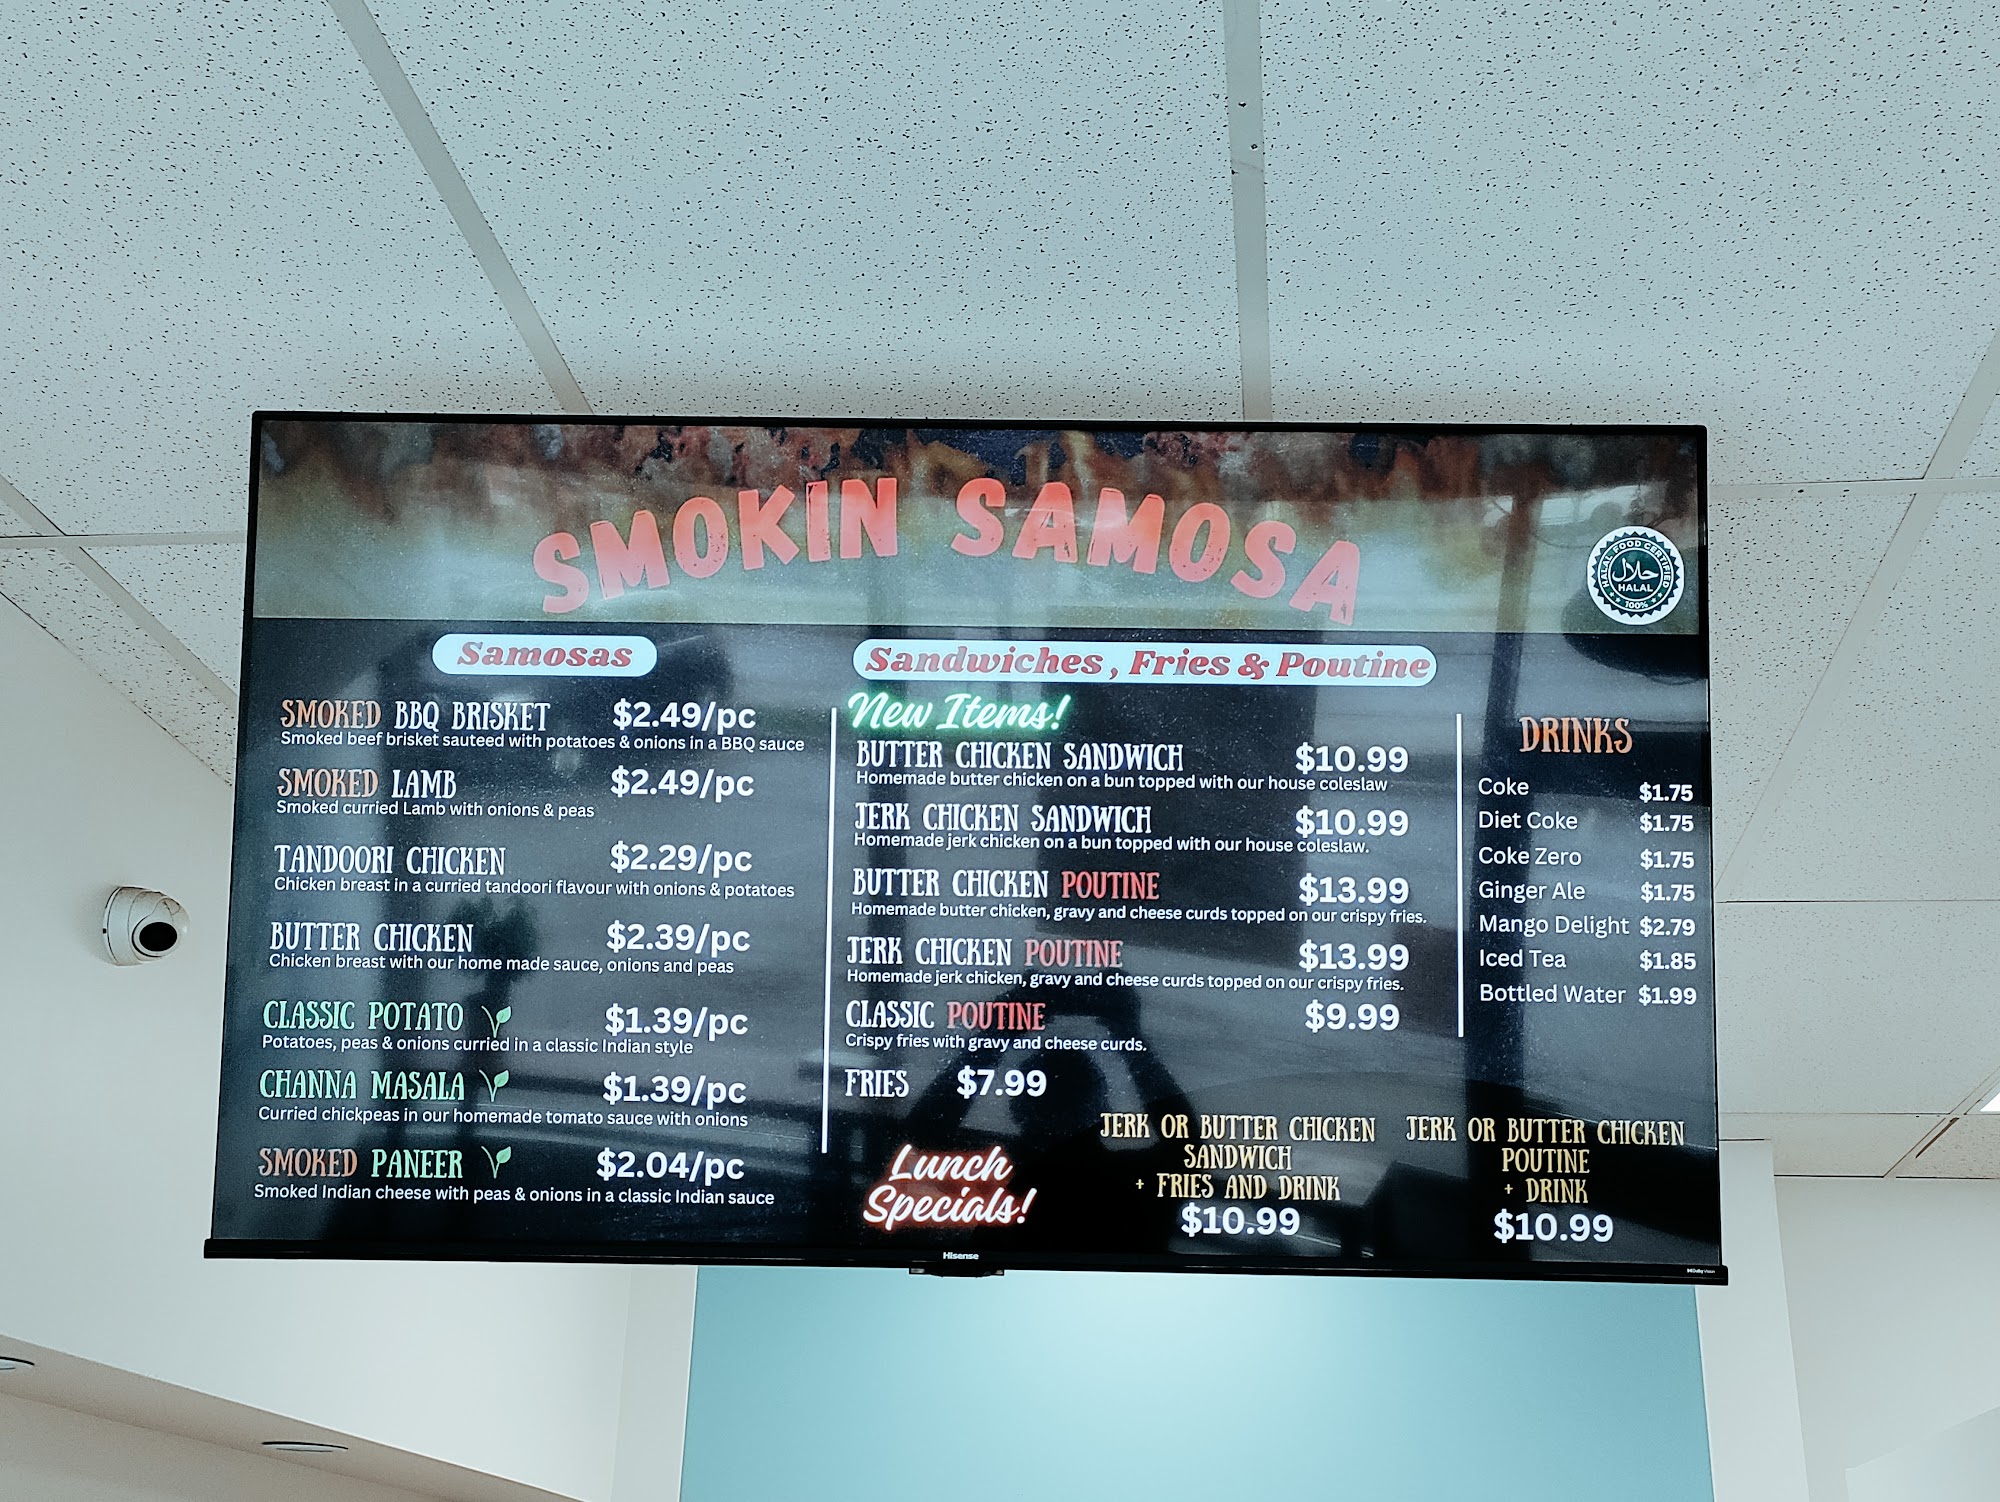 SMOKIN SAMOSA
HALAL FOOD CERTIFIED
حلال
HALAL
100%
Samosas
SMOKED BBQ BRISKET $2.49/pc
Smoked beef brisket sauteed with potatoes & onions in a BBQ sauce
SMOKED LAMB $2.49/pc
Smoked curried Lamb with onions & peas
TANDOORI CHICKEN $2.29/pc
Chicken breast in a curried tandoori flavour with onions & potatoes
BUTTER CHICKEN $2.39/pc
Chicken breast with our home made sauce, onions and peas
CLASSIC POTATO $1.39/pc
Potatoes, peas & onions curried in a classic Indian style
CHANNA MASALA $1.39/pc
Curried chickpeas in our homemade tomato sauce with onions
SMOKED PANEER $2.04/pc
Smoked Indian cheese with peas & onions in a classic Indian sauce
Sandwiches, Fries & Poutine
New Items!
BUTTER CHICKEN SANDWICH $10.99
Homemade butter chicken on a bun topped with our house coleslaw
JERK CHICKEN SANDWICH $10.99
Homemade jerk chicken on a bun topped with our house coleslaw.
BUTTER CHICKEN POUTINE $13.99
Homemade butter chicken, gravy and cheese curds topped on our crispy fries.
JERK CHICKEN POUTINE $13.99
Homemade jerk chicken, gravy and cheese curds topped on our crispy fries.
CLASSIC POUTINE $9.99
Crispy fries with gravy and cheese curds.
FRIES $7.99
DRINKS
Coke $1.75
Diet Coke $1.75
Coke Zero $1.75
Ginger Ale $1.75
Mango Delight $2.79
Iced Tea $1.85
Bottled Water $1.99
Lunch
Specials!
JERK OR BUTTER CHICKEN
SANDWICH
+ FRIES AND DRINK
$10.99
JERK OR BUTTER CHICKEN
POUTINE
+ DRINK
$10.99
Hisense
Dolby Vision